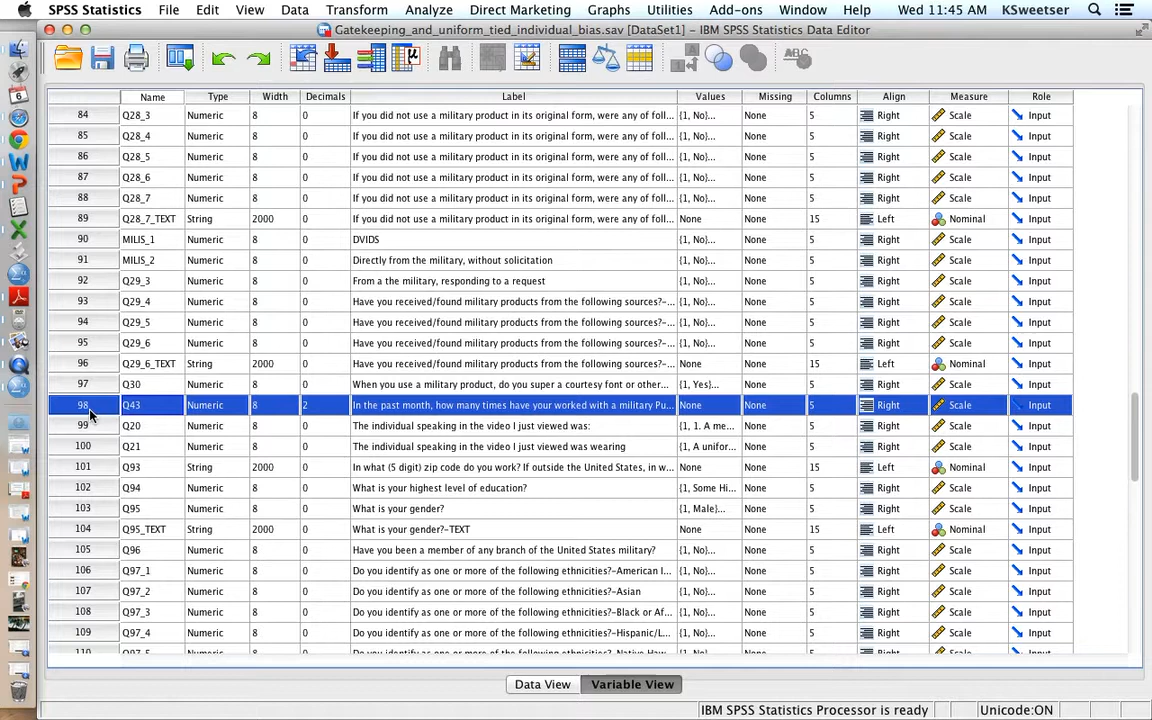 SPSS Statistics File Edit View Data Transform Analyze Direct Marketing Graphs Utilities Add-ons Window Help Wed 11:45 AM KSweetser
Gatekeeping_and_uniform_tied_individual_bias.sav [DataSet1] – IBM SPSS Statistics Data Editor
Name Type Width Decimals Label Values Missing Columns Align Measure Role
84 Q28_3 Numeric 8 0 If you did not use a military product in its original form, were any of foll... {1, No}... None 5 Right Scale Input
85 Q28_4 Numeric 8 0 If you did not use a military product in its original form, were any of foll... {1, No}... None 5 Right Scale Input
86 Q28_5 Numeric 8 0 If you did not use a military product in its original form, were any of foll... {1, No}... None 5 Right Scale Input
87 Q28_6 Numeric 8 0 If you did not use a military product in its original form, were any of foll... {1, No}... None 5 Right Scale Input
88 Q28_7 Numeric 8 0 If you did not use a military product in its original form, were any of foll... {1, No}... None 5 Right Scale Input
89 Q28_7_TEXT String 2000 0 If you did not use a military product in its original form, were any of foll... None None 15 Left Nominal Input
90 MILIS_1 Numeric 8 0 DVIDS {1, No}... None 5 Right Scale Input
91 MILIS_2 Numeric 8 0 Directly from the military, without solicitation {1, No}... None 5 Right Scale Input
92 Q29_3 Numeric 8 0 From a the military, responding to a request {1, No}... None 5 Right Scale Input
93 Q29_4 Numeric 8 0 Have you received/found military products from the following sources?–... {1, No}... None 5 Right Scale Input
94 Q29_5 Numeric 8 0 Have you received/found military products from the following sources?–... {1, No}... None 5 Right Scale Input
95 Q29_6 Numeric 8 0 Have you received/found military products from the following sources?–... {1, No}... None 5 Right Scale Input
96 Q29_6_TEXT String 2000 0 Have you received/found military products from the following sources?–... None None 15 Left Nominal Input
97 Q30 Numeric 8 0 When you use a military product, do you super a courtesy font or other... {1, Yes}... None 5 Right Scale Input
98 Q43 Numeric 8 2 In the past month, how many times have your worked with a military Pu... None None 5 Right Scale Input
99 Q20 Numeric 8 0 The individual speaking in the video I just viewed was: {1, 1. A me... None 5 Right Scale Input
100 Q21 Numeric 8 0 The individual speaking in the video I just viewed was wearing {1, A unifor... None 5 Right Scale Input
101 Q93 String 2000 0 In what (5 digit) zip code do you work? If outside the United States, in w... None None 15 Left Nominal Input
102 Q94 Numeric 8 0 What is your highest level of education? {1, Some Hi... None 5 Right Scale Input
103 Q95 Numeric 8 0 What is your gender? {1, Male}... None 5 Right Scale Input
104 Q95_TEXT String 2000 0 What is your gender?–TEXT None None 15 Left Nominal Input
105 Q96 Numeric 8 0 Have you been a member of any branch of the United States military? {1, No}... None 5 Right Scale Input
106 Q97_1 Numeric 8 0 Do you identify as one or more of the following ethnicities?–American I... {1, No}... None 5 Right Scale Input
107 Q97_2 Numeric 8 0 Do you identify as one or more of the following ethnicities?–Asian {1, No}... None 5 Right Scale Input
108 Q97_3 Numeric 8 0 Do you identify as one or more of the following ethnicities?–Black or Af... {1, No}... None 5 Right Scale Input
109 Q97_4 Numeric 8 0 Do you identify as one or more of the following ethnicities?–Hispanic/L... {1, No}... None 5 Right Scale Input
Data View Variable View
IBM SPSS Statistics Processor is ready Unicode:ON